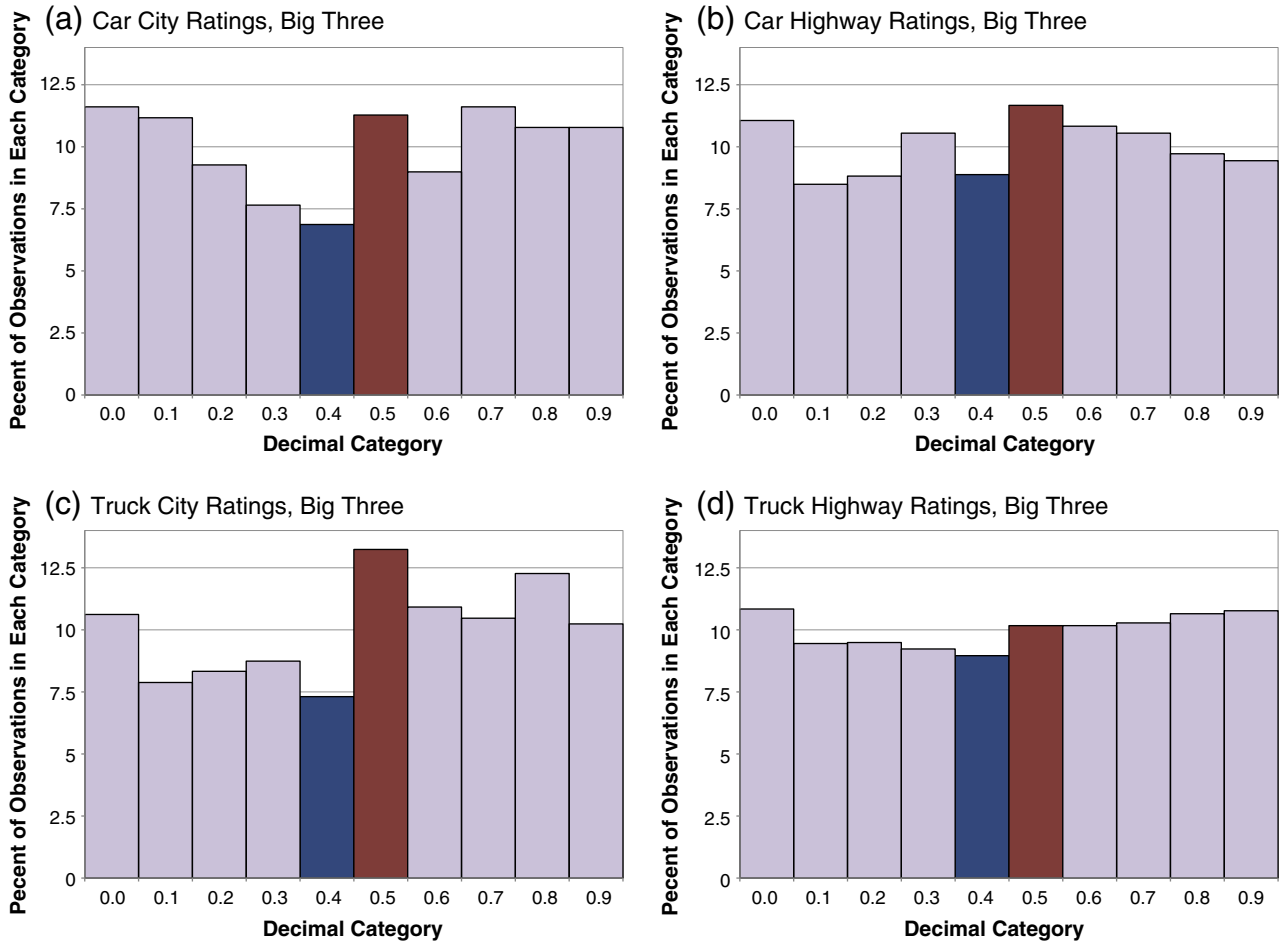 (a) Car City Ratings, Big Three
Pecent of Observations in Each Category
12.5
10
7.5
5
2.5
0
0.0 0.1 0.2 0.3 0.4 0.5 0.6 0.7 0.8 0.9
Decimal Category
(b) Car Highway Ratings, Big Three
Pecent of Observations in Each Category
12.5
10
7.5
5
2.5
0
0.0 0.1 0.2 0.3 0.4 0.5 0.6 0.7 0.8 0.9
Decimal Category
(c) Truck City Ratings, Big Three
Pecent of Observations in Each Category
12.5
10
7.5
5
2.5
0
0.0 0.1 0.2 0.3 0.4 0.5 0.6 0.7 0.8 0.9
Decimal Category
(d) Truck Highway Ratings, Big Three
Pecent of Observations in Each Category
12.5
10
7.5
5
2.5
0
0.0 0.1 0.2 0.3 0.4 0.5 0.6 0.7 0.8 0.9
Decimal Category